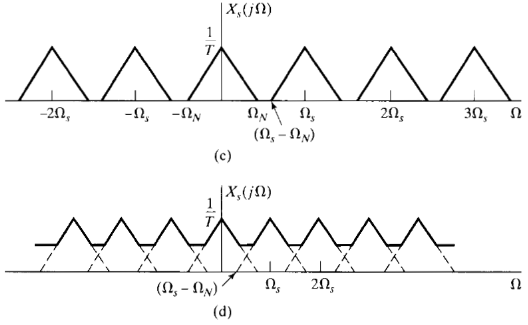 X_s(jΩ)
1/T
−2Ω_s −Ω_s −Ω_N Ω_N Ω_s 2Ω_s 3Ω_s Ω
(Ω_s − Ω_N)
(c)
X_s(jΩ)
1/T
(Ω_s − Ω_N) Ω_s 2Ω_s Ω
(d)